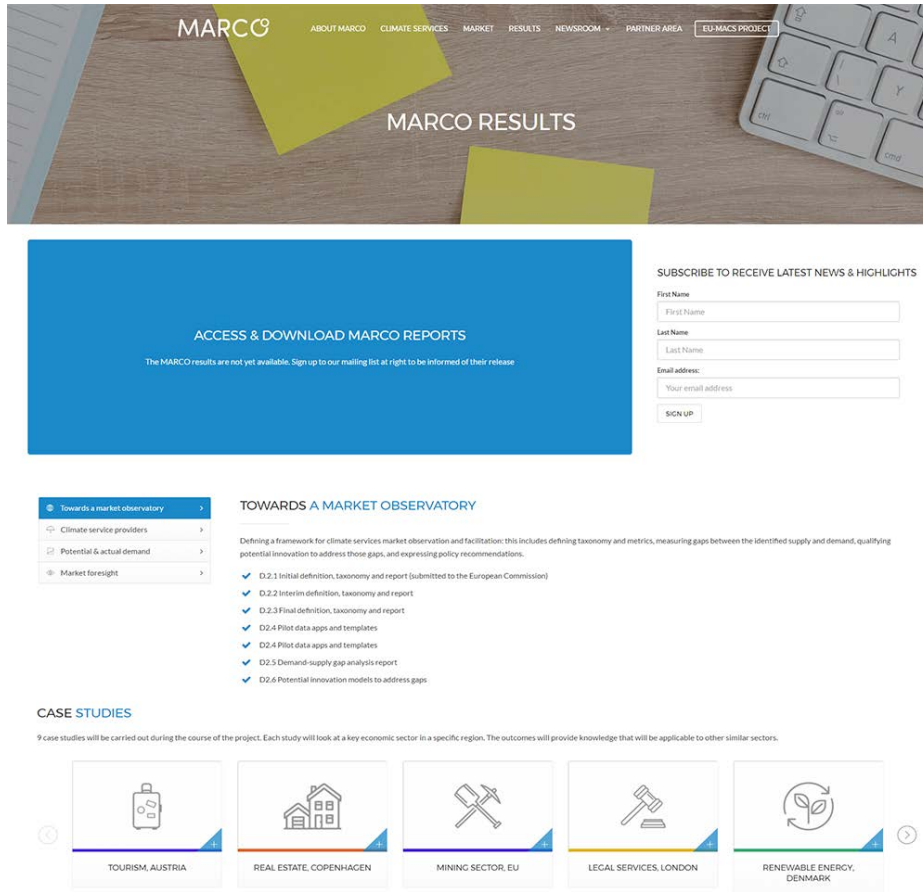 MARCO
ABOUT MARCO
CLIMATE SERVICES
MARKET
RESULTS
NEWSROOM
PARTNER AREA
EU-MACS PROJECT
A
Y
ctrl
cmd
MARCO RESULTS
ACCESS & DOWNLOAD MARCO REPORTS
The MARCO results are not yet available. Sign up to our mailing list at right to be informed of their release
SUBSCRIBE TO RECEIVE LATEST NEWS & HIGHLIGHTS
First Name
First Name
Last Name
Last Name
Email address:
Your email address
SIGN UP
Towards a market observatory
Climate service providers
Potential & actual demand
Market foresight
TOWARDS A MARKET OBSERVATORY
Defining a framework for climate services market observation and facilitation: this includes defining taxonomy and metrics, measuring gaps between the identified supply and demand, qualifying
potential innovation to address those gaps, and expressing policy recommendations.
D.2.1 Initial definition, taxonomy and report (submitted to the European Commission)
D.2.2 Interim definition, taxonomy and report
D.2.3 Final definition, taxonomy and report
D2.4 Pilot data apps and templates
D2.4 Pilot data apps and templates
D2.5 Demand-supply gap analysis report
D2.6 Potential innovation models to address gaps
CASE STUDIES
9 case studies will be carried out during the course of the project. Each study will look at a key economic sector in a specific region. The outcomes will provide knowledge that will be applicable to other similar sectors.
TOURISM, AUSTRIA
REAL ESTATE, COPENHAGEN
MINING SECTOR, EU
LEGAL SERVICES, LONDON
RENEWABLE ENERGY,
DENMARK